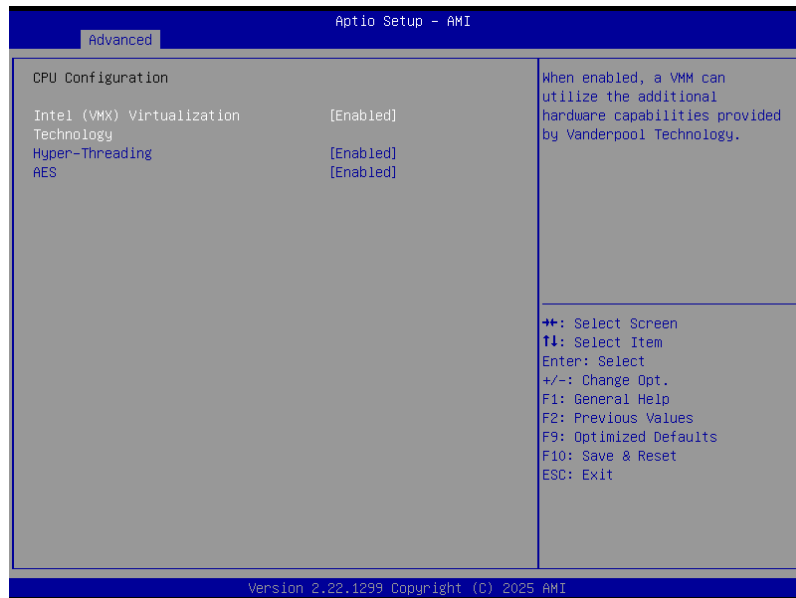 Aptio Setup – AMI
Advanced
CPU Configuration
Intel (VMX) Virtualization Technology [Enabled]
Hyper-Threading [Enabled]
AES [Enabled]
When enabled, a VMM can
utilize the additional
hardware capabilities provided
by Vanderpool Technology.
→←: Select Screen
↑↓: Select Item
Enter: Select
+/-: Change Opt.
F1: General Help
F2: Previous Values
F9: Optimized Defaults
F10: Save & Reset
ESC: Exit
Version 2.22.1299 Copyright (C) 2025 AMI